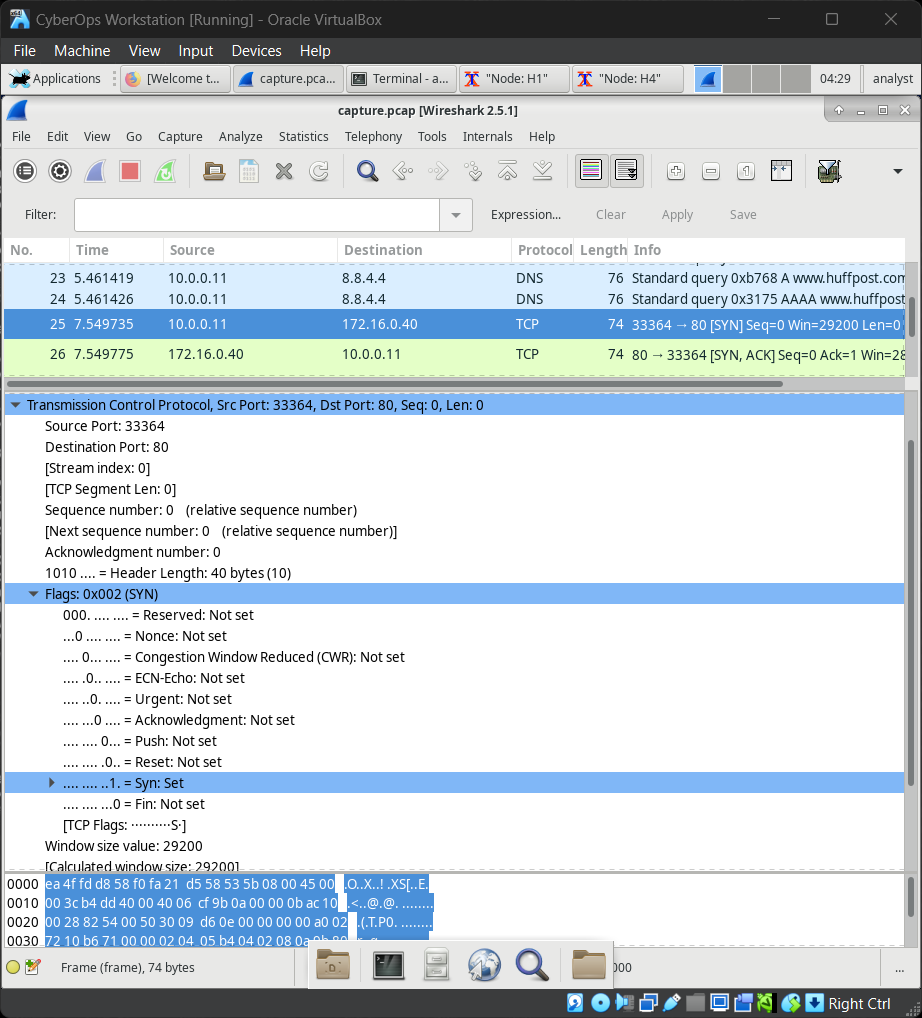 CyberOps Workstation [Running] - Oracle VirtualBox
File Machine View Input Devices Help
Applications [Welcome t... capture.pca... Terminal - a... "Node: H1" "Node: H4" 04:29 analyst
capture.pcap [Wireshark 2.5.1]
File Edit View Go Capture Analyze Statistics Telephony Tools Internals Help
Filter: Expression... Clear Apply Save
No. Time Source Destination Protocol Length Info
23 5.461419 10.0.0.11 8.8.4.4 DNS 76 Standard query 0xb768 A www.huffpost.com
24 5.461426 10.0.0.11 8.8.4.4 DNS 76 Standard query 0x3175 AAAA www.huffpost
25 7.549735 10.0.0.11 172.16.0.40 TCP 74 33364 → 80 [SYN] Seq=0 Win=29200 Len=0
26 7.549775 172.16.0.40 10.0.0.11 TCP 74 80 → 33364 [SYN, ACK] Seq=0 Ack=1 Win=28
Transmission Control Protocol, Src Port: 33364, Dst Port: 80, Seq: 0, Len: 0
Source Port: 33364
Destination Port: 80
[Stream index: 0]
[TCP Segment Len: 0]
Sequence number: 0 (relative sequence number)
[Next sequence number: 0 (relative sequence number)]
Acknowledgment number: 0
1010 .... = Header Length: 40 bytes (10)
Flags: 0x002 (SYN)
000. .... .... = Reserved: Not set
...0 .... .... = Nonce: Not set
.... 0... .... = Congestion Window Reduced (CWR): Not set
.... .0.. .... = ECN-Echo: Not set
.... ..0. .... = Urgent: Not set
.... ...0 .... = Acknowledgment: Not set
.... .... 0... = Push: Not set
.... .... .0.. = Reset: Not set
.... .... ..1. = Syn: Set
.... .... ...0 = Fin: Not set
[TCP Flags: ··········S·]
Window size value: 29200
[Calculated window size: 29200]
0000 ea 4f fd d8 58 f0 fa 21 d5 58 53 5b 08 00 45 00 .O..X..! .XS[..E.
0010 00 3c b4 dd 40 00 40 06 cf 9b 0a 00 00 0b ac 10 .<..@.@. ........
0020 00 28 82 54 00 50 30 09 d6 0e 00 00 00 00 a0 02 .(.T.P0. ........
0030 72 10 b6 71 00 00 02 04 05 b4 04 02 08 0a
Frame (frame), 74 bytes 000 ...
Right Ctrl